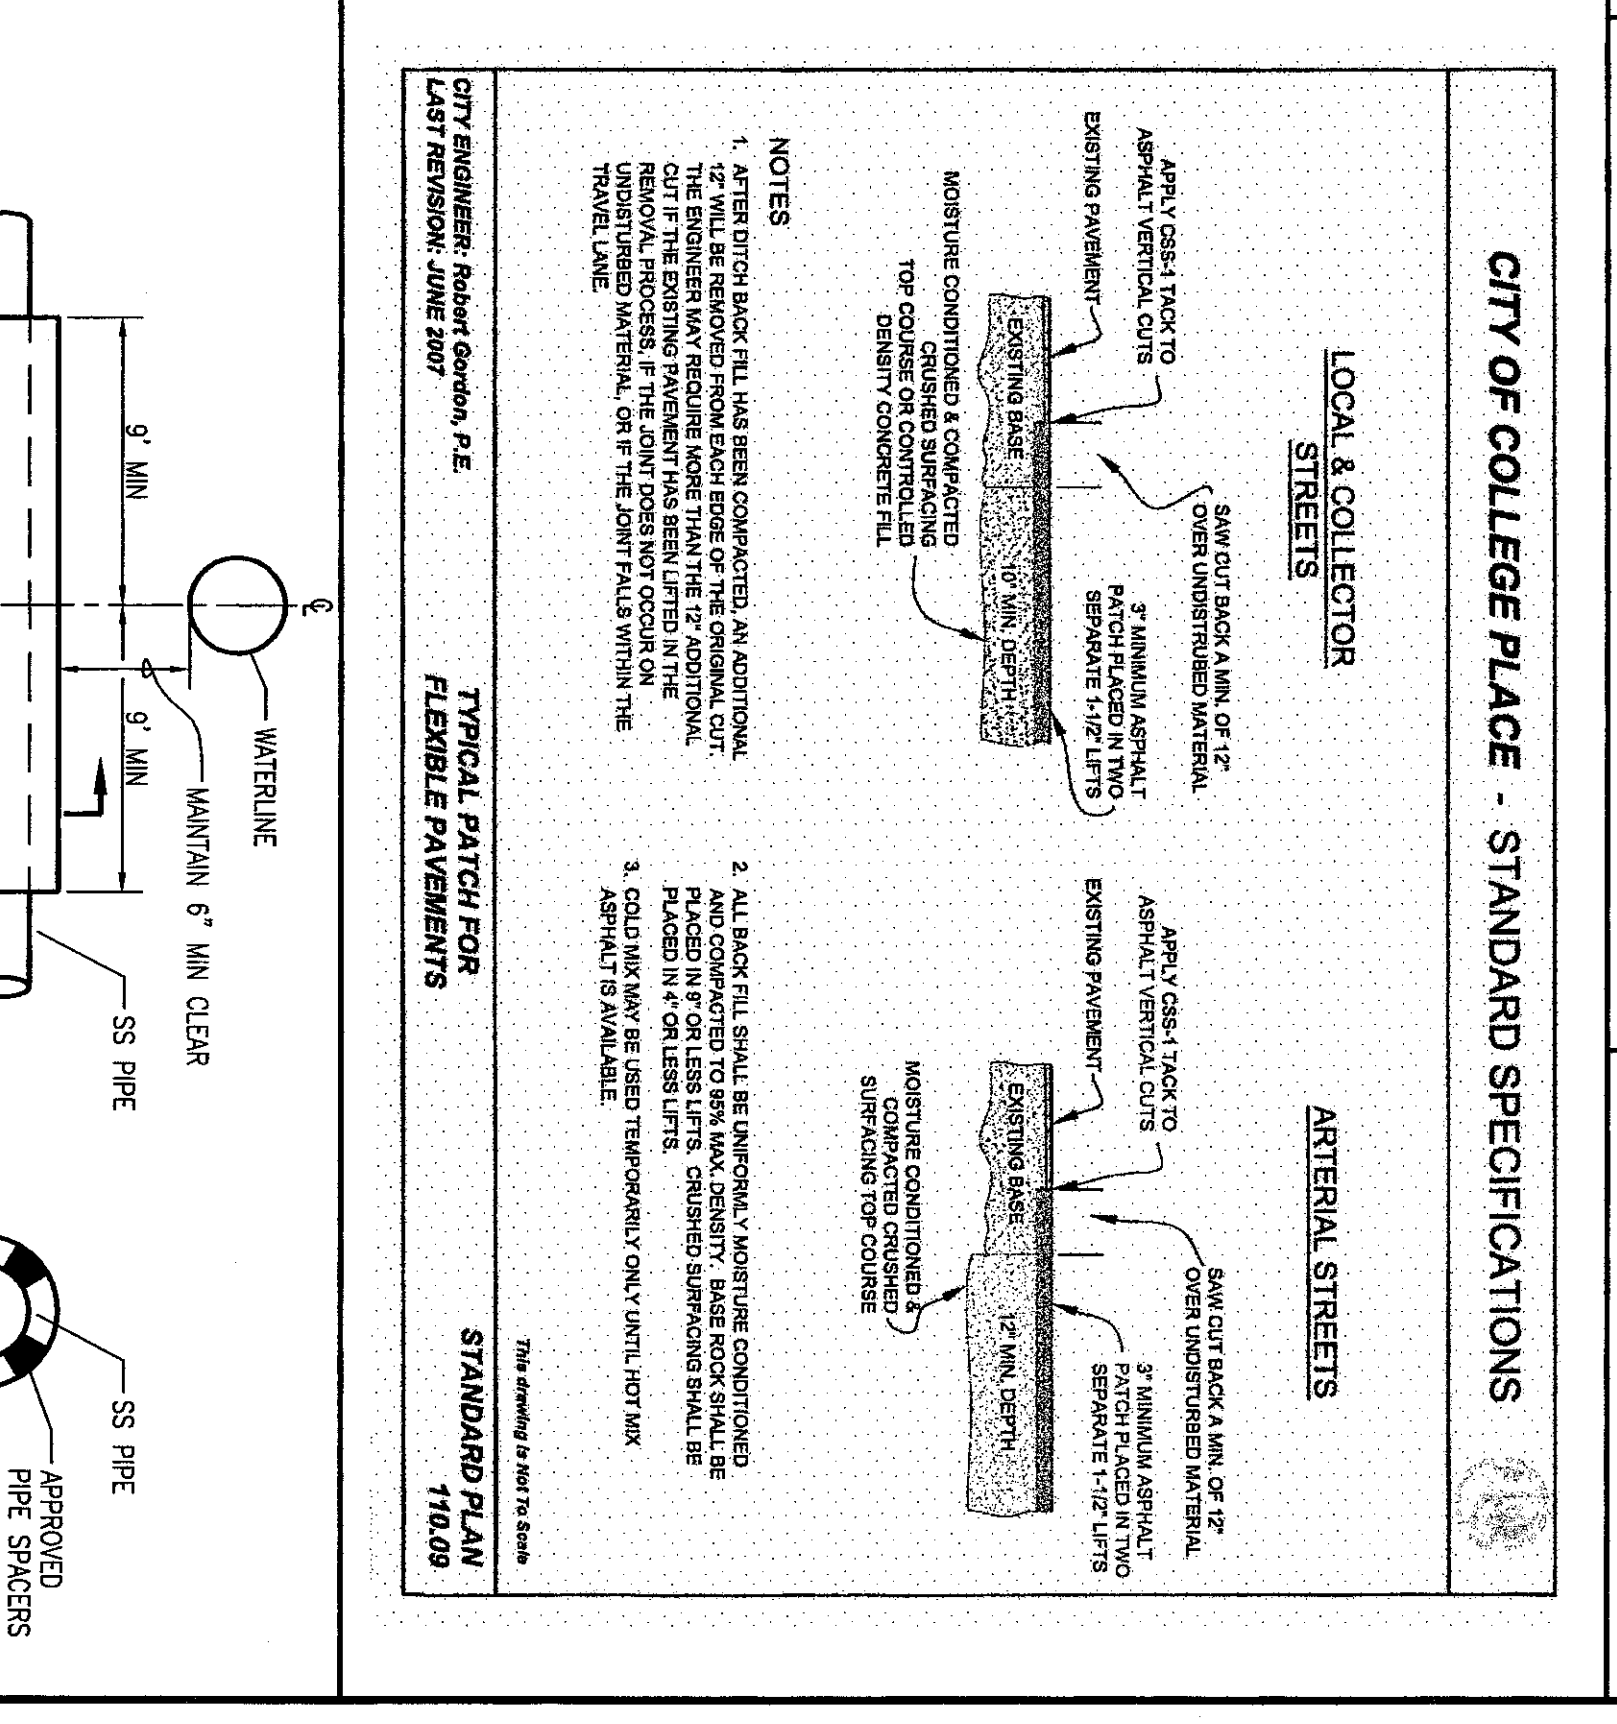 CITY OF COLLEGE PLACE - STANDARD SPECIFICATIONS
LOCAL & COLLECTOR
STREETS
SAW CUT BACK A MIN. OF 12"
OVER UNDISTRUBED MATERIAL
APPLY CSS-1 TACK TO
ASPHALT VERTICAL CUTS
3" MINIMUM ASPHALT
PATCH PLACED IN TWO
SEPARATE 1-1/2" LIFTS
EXISTING PAVEMENT
EXISTING BASE
10" MIN. DEPTH
MOISTURE CONDITIONED & COMPACTED
CRUSHED SURFACING
TOP COURSE OR CONTROLLED
DENSITY CONCRETE FILL
ARTERIAL STREETS
SAW CUT BACK A MIN. OF 12"
OVER UNDISTURBED MATERIAL
APPLY CSS-1 TACK TO
ASPHALT VERTICAL CUTS
3" MINIMUM ASPHALT
PATCH PLACED IN TWO
SEPARATE 1-1/2" LIFTS
EXISTING PAVEMENT
EXISTING BASE
12" MIN. DEPTH
MOISTURE CONDITIONED &
COMPACTED CRUSHED
SURFACING TOP COURSE
NOTES
1. AFTER DITCH BACK FILL HAS BEEN COMPACTED, AN ADDITIONAL
12" WILL BE REMOVED FROM EACH EDGE OF THE ORIGINAL CUT.
THE ENGINEER MAY REQUIRE MORE THAN THE 12" ADDITIONAL
CUT IF THE EXISTING PAVEMENT HAS BEEN LIFTED IN THE
REMOVAL PROCESS, IF THE JOINT DOES NOT OCCUR ON
UNDISTURBED MATERIAL, OR IF THE JOINT FALLS WITHIN THE
TRAVEL LANE.
2. ALL BACK FILL SHALL BE UNIFORMLY MOISTURE CONDITIONED
AND COMPACTED TO 95% MAX. DENSITY. BASE ROCK SHALL BE
PLACED IN 8" OR LESS LIFTS. CRUSHED SURFACING SHALL BE
PLACED IN 4" OR LESS LIFTS.
3. COLD MIX MAY BE USED TEMPORARILY ONLY UNTIL HOT MIX
ASPHALT IS AVAILABLE.
This drawing is Not To Scale
CITY ENGINEER: Robert Gordon, P.E.
LAST REVISION: JUNE 2007
TYPICAL PATCH FOR
FLEXIBLE PAVEMENTS
STANDARD PLAN
110.09
℄
WATERLINE
MAINTAIN 6" MIN CLEAR
9' MIN
9' MIN
SS PIPE
SS PIPE
APPROVED
PIPE SPACERS